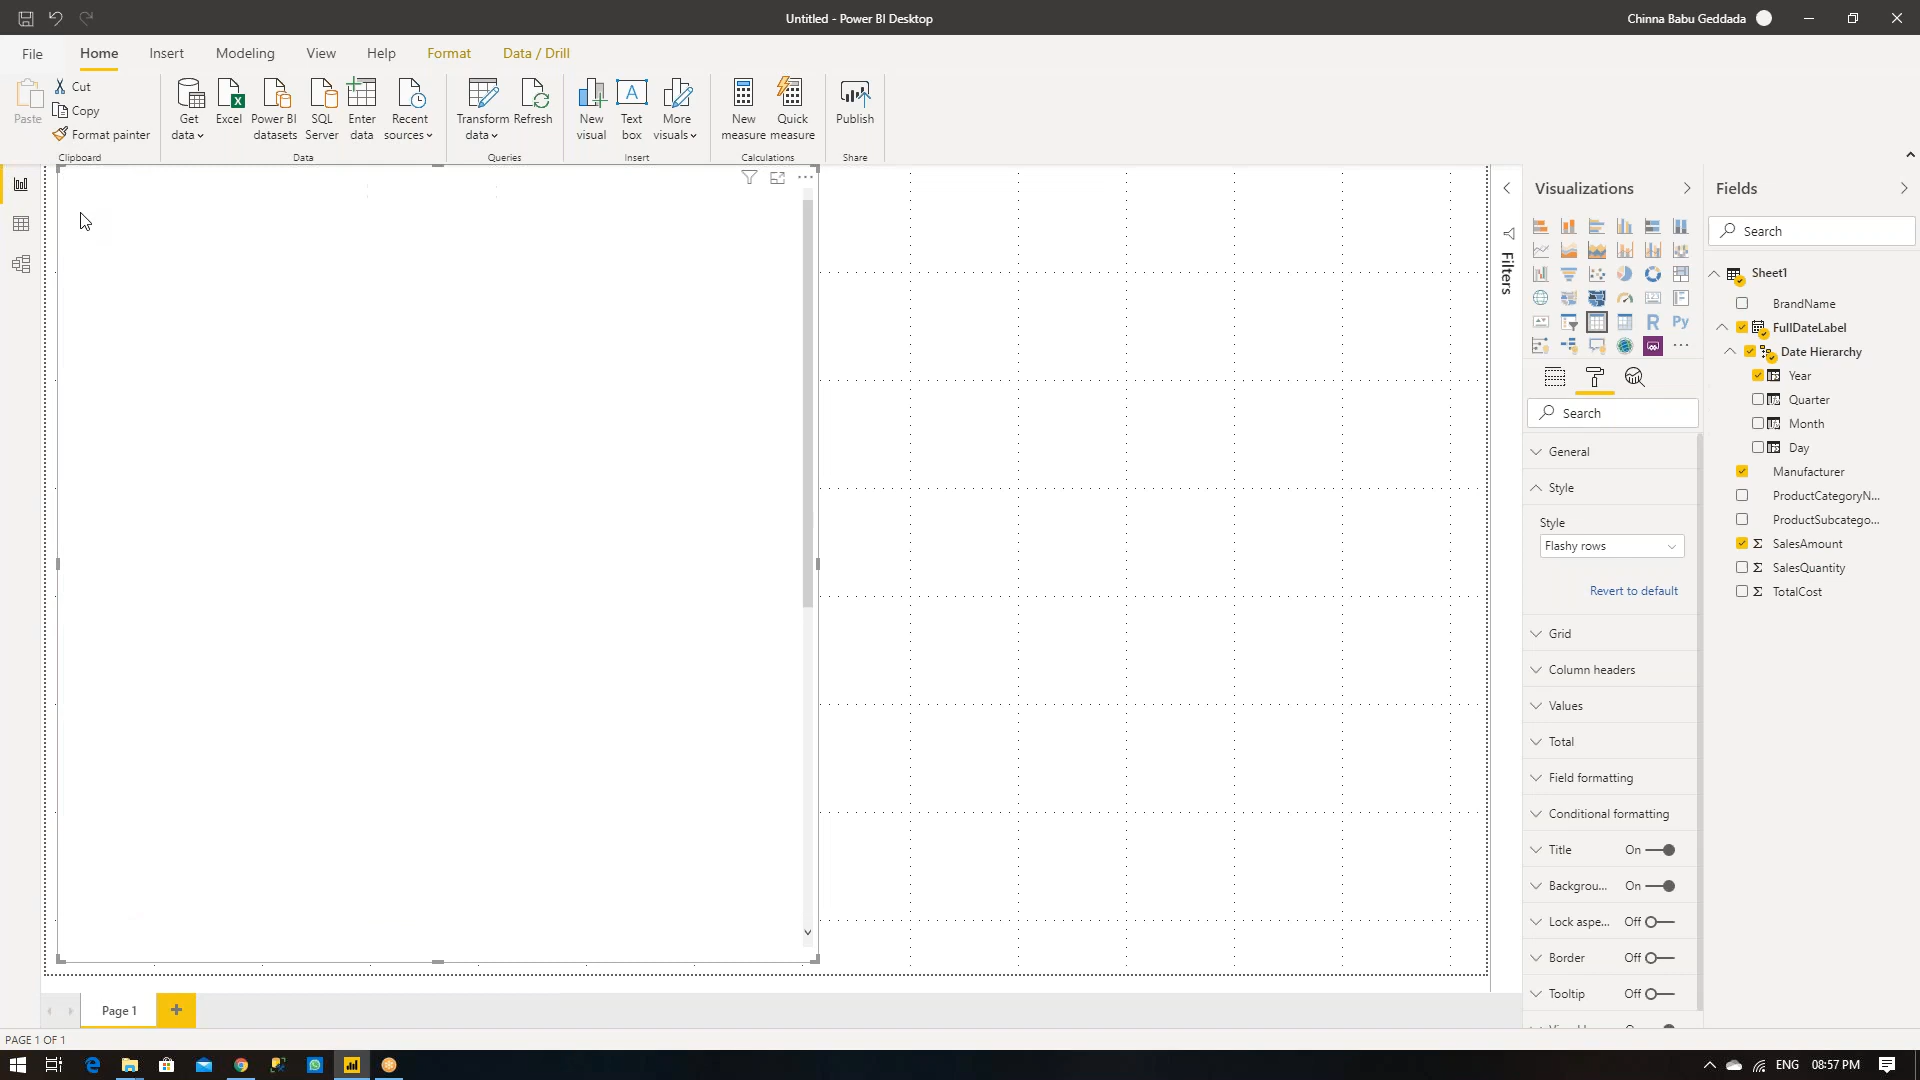 Untitled - Power BI Desktop
Chinna Babu Geddada
File
Home
Insert
Modeling
View
Help
Format
Data / Drill
Paste
Cut
Copy
Format painter
Clipboard
Get data
Excel
Power BI datasets
SQL Server
Enter data
Recent sources
Data
Transform data
Refresh
Queries
New visual
Text box
More visuals
Insert
New measure
Quick measure
Calculations
Publish
Share
Filters
Visualizations
Search
General
Style
Style
Flashy rows
Revert to default
Grid
Column headers
Values
Total
Field formatting
Conditional formatting
Title On
Backgrou... On
Lock aspe... Off
Border Off
Tooltip Off
Fields
Search
Sheet1
BrandName
FullDateLabel
Date Hierarchy
Year
Quarter
Month
Day
Manufacturer
ProductCategoryN...
ProductSubcatego...
SalesAmount
SalesQuantity
TotalCost
Page 1
PAGE 1 OF 1
ENG
08:57 PM